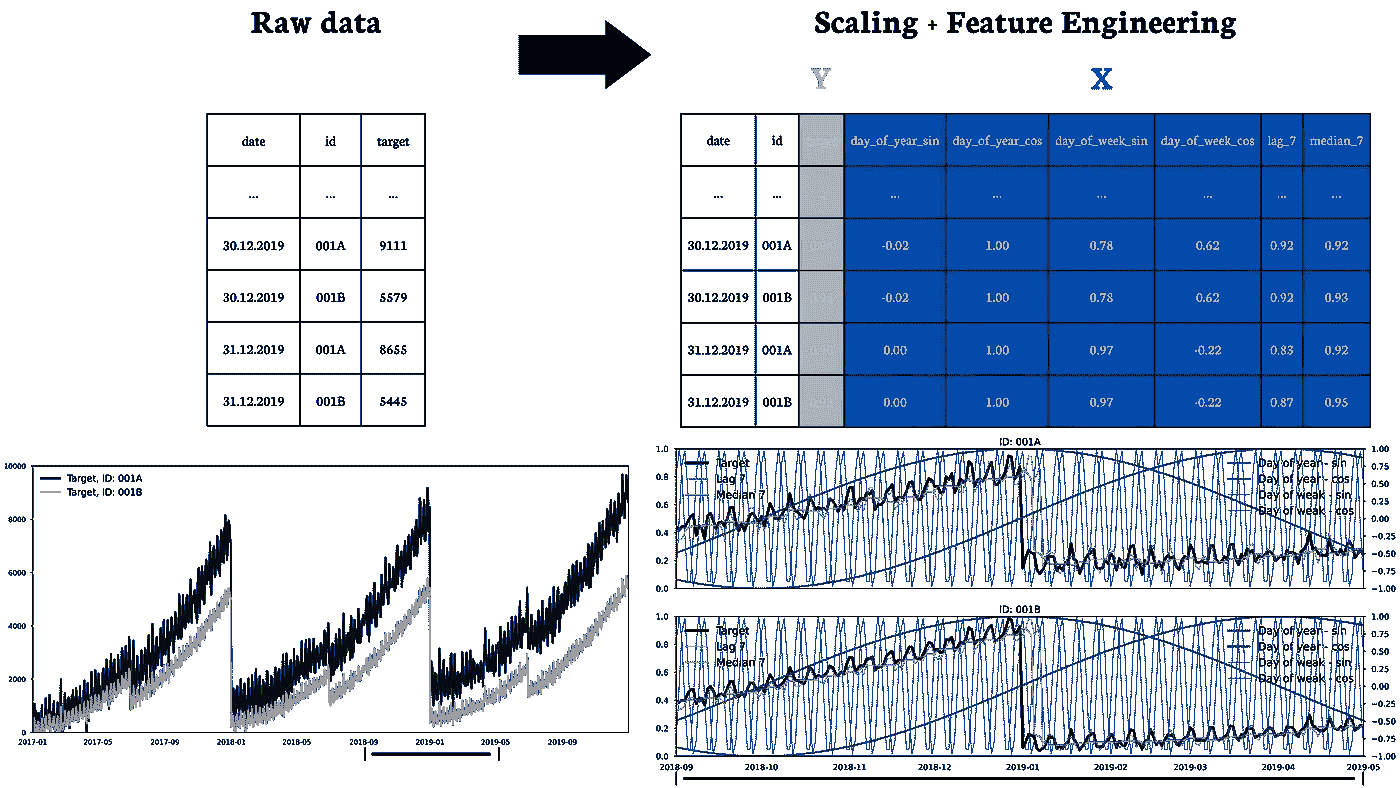 Raw data
Scaling + Feature Engineering
Y X
date id target
... ... ...
30.12.2019 001A 9111
30.12.2019 001B 5579
31.12.2019 001A 8655
31.12.2019 001B 5445
date id day_of_year_sin day_of_year_cos day_of_week_sin day_of_week_cos lag_7 median_7
... ... ... ... ... ... ... ...
30.12.2019 001A -0.02 1.00 0.78 0.62 0.92 0.92
30.12.2019 001B -0.02 1.00 0.78 0.62 0.92 0.93
31.12.2019 001A 0.00 1.00 0.97 -0.22 0.83 0.92
31.12.2019 001B 0.00 1.00 0.97 -0.22 0.87 0.95
10000
8000
6000
4000
2000
0
Target, ID: 001A
Target, ID: 001B
2017-01 2017-05 2017-09 2018-01 2018-05 2018-09 2019-01 2019-05 2019-09
ID: 001A
1.0
0.8
0.6
0.4
0.2
0.0
Target
Lag 7
Median 7
Day of year - sin
Day of year - cos
Day of weak - sin
Day of weak - cos
1.00
0.75
0.50
0.25
0.00
−0.25
−0.50
−0.75
−1.00
ID: 001B
1.0
0.8
0.6
0.4
0.2
0.0
Target
Lag 7
Median 7
Day of year - sin
Day of year - cos
Day of weak - sin
Day of weak - cos
1.00
0.75
0.50
0.25
0.00
−0.25
−0.50
−0.75
−1.00
2018-09 2018-10 2018-11 2018-12 2019-01 2019-02 2019-03 2019-04 2019-05